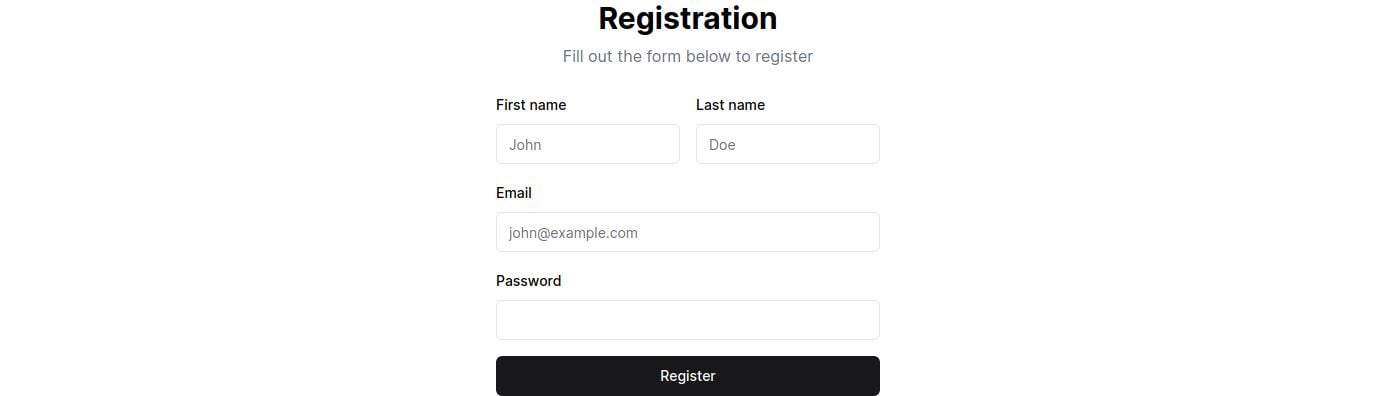 Registration
Fill out the form below to register
First name Last name
John Doe
Email
john@example.com
Password
Register